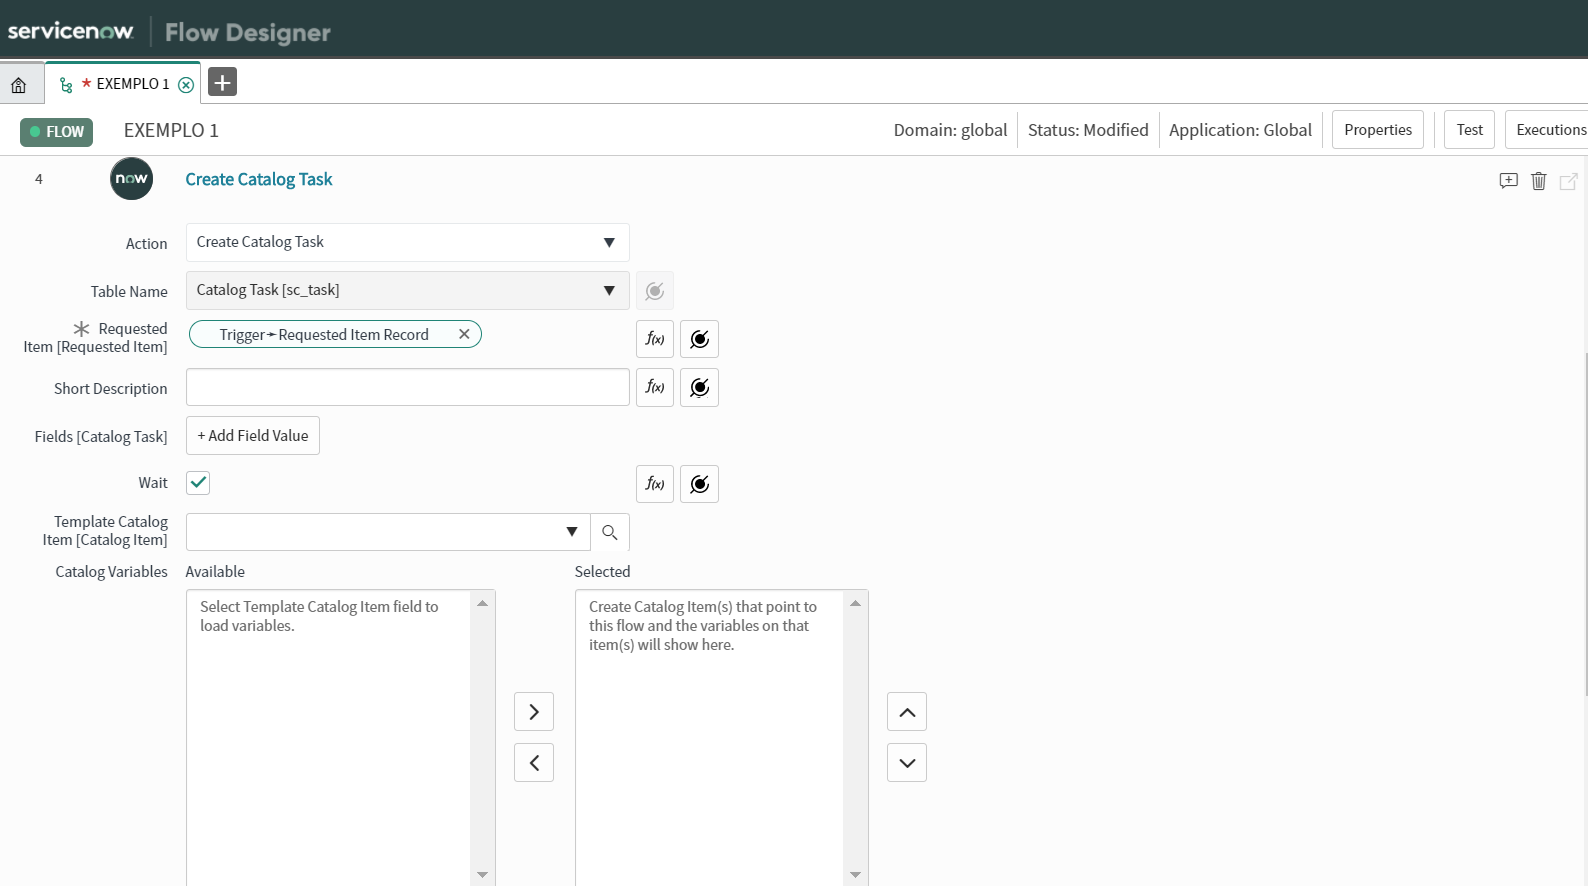 servicenow Flow Designer
* EXEMPLO 1
FLOW EXEMPLO 1 Domain: global Status: Modified Application: Global Properties Test Executions
4 now Create Catalog Task
Action Create Catalog Task
Table Name Catalog Task [sc_task]
Requested
Item [Requested Item] Trigger➛Requested Item Record f(x)
Short Description f(x)
Fields [Catalog Task] + Add Field Value
Wait f(x)
Template Catalog
Item [Catalog Item]
Catalog Variables Available Selected
Select Template Catalog Item field to
load variables.
Create Catalog Item(s) that point to
this flow and the variables on that
item(s) will show here.